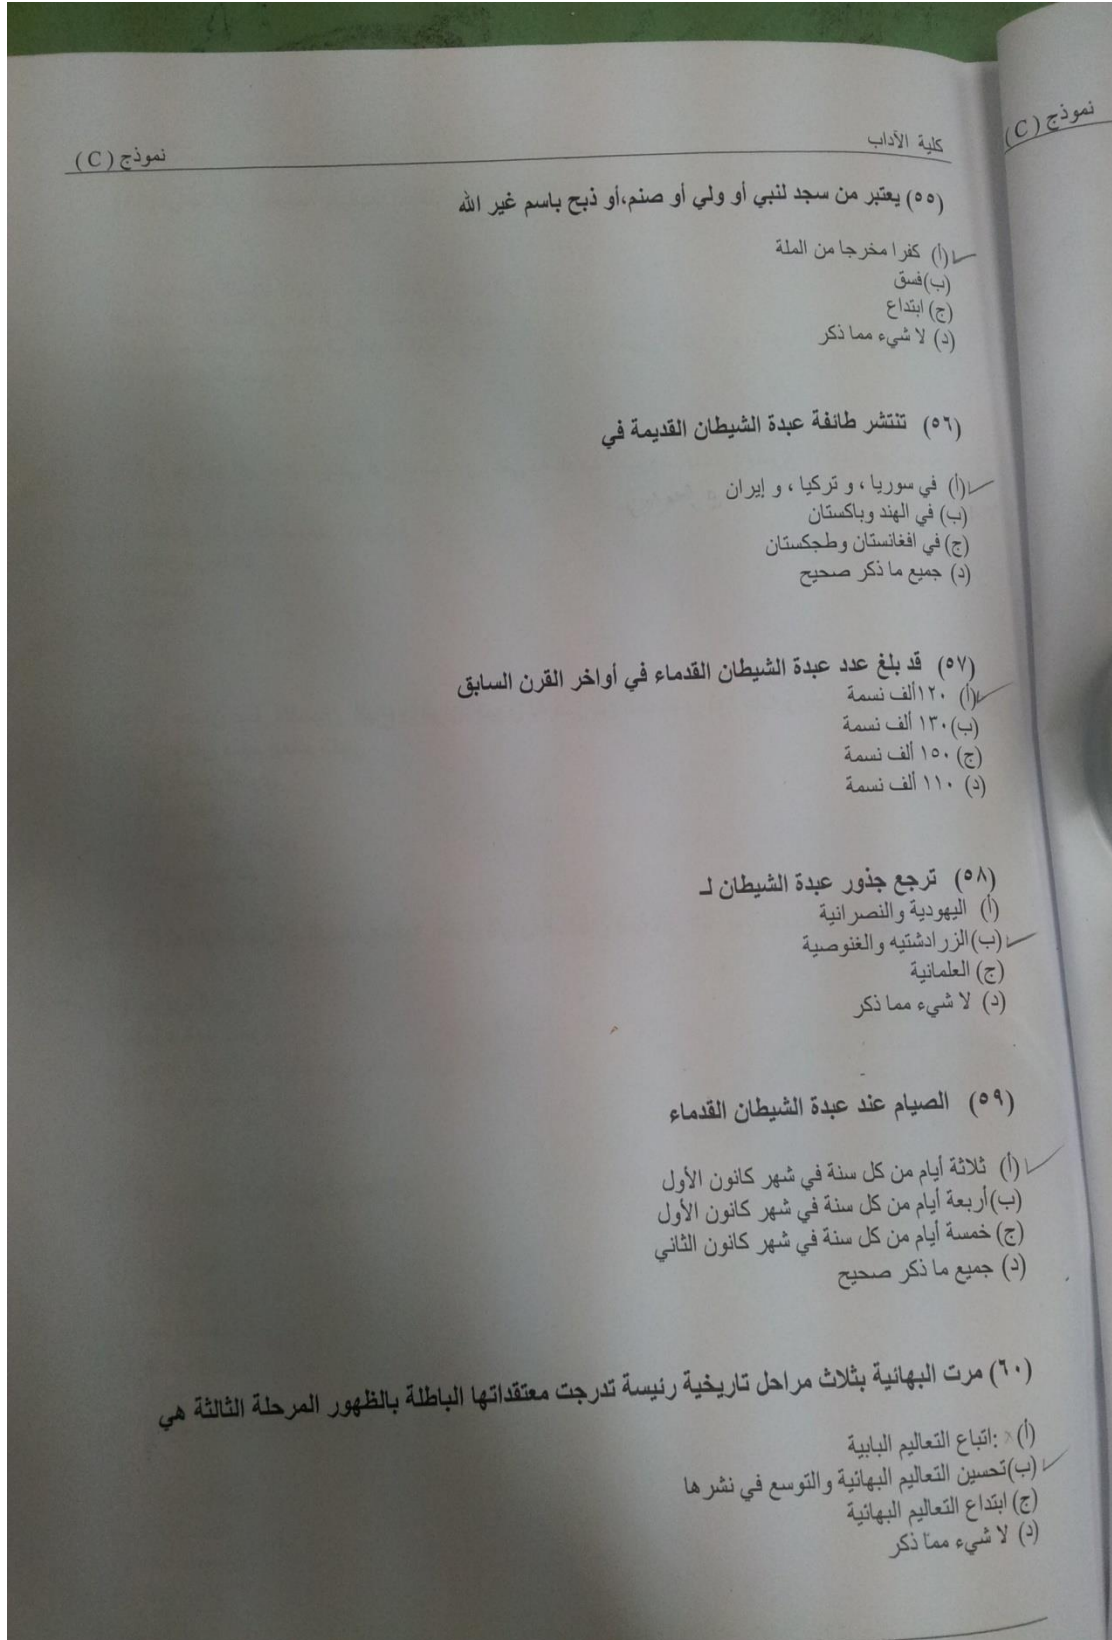 نموذج ( C )
كلية الآداب
نموذج ( C )
(٥٥) يعتبر من سجد لنبي أو ولي أو صنم،أو ذبح باسم غير الله
(أ) كفرا مخرجا من الملة
(ب)فسق
(ج) ابتداع
(د) لا شيء مما ذكر
(٥٦) تنتشر طائفة عبدة الشيطان القديمة في
(أ) في سوريا ، و تركيا ، و إيران
(ب) في الهند وباكستان
(ج) في افغانستان وطجكستان
(د) جميع ما ذكر صحيح
(٥٧) قد بلغ عدد عبدة الشيطان القدماء في أواخر القرن السابق
(أ) ١٢٠ألف نسمة
(ب)١٣٠ ألف نسمة
(ج) ١٥٠ ألف نسمة
(د) ١١٠ ألف نسمة
(٥٨) ترجع جذور عبدة الشيطان لـ
(أ) اليهودية والنصرانية
(ب)الزرادشتيه والغنوصية
(ج) العلمانية
(د) لا شيء مما ذكر
(٥٩) الصيام عند عبدة الشيطان القدماء
(أ) ثلاثة أيام من كل سنة في شهر كانون الأول
(ب)أربعة أيام من كل سنة في شهر كانون الأول
(ج) خمسة أيام من كل سنة في شهر كانون الثاني
(د) جميع ما ذكر صحيح
(٦٠) مرت البهائية بثلاث مراحل تاريخية رئيسة تدرجت معتقداتها الباطلة بالظهور المرحلة الثالثة هي
(أ) :اتباع التعاليم البابية
(ب)تحسين التعاليم البهائية والتوسع في نشرها
(ج) ابتداع التعاليم البهائية
(د) لا شيء ممّا ذكر